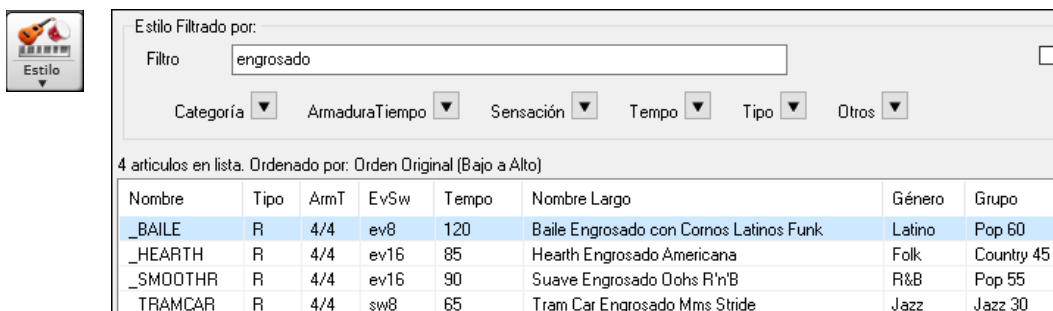 Estilo
Estilo Filtrado por:
Filtro engrosado
Categoría ArmaduraTiempo Sensación Tempo Tipo Otros
4 articulos en lista. Ordenado por: Orden Original (Bajo a Alto)
Nombre Tipo ArmT EvSw Tempo Nombre Largo Género Grupo
_BAILE R 4/4 ev8 120 Baile Engrosado con Cornos Latinos Funk Latino Pop 60
_HEARTH R 4/4 ev16 85 Hearth Engrosado Americana Folk Country 45
_SMOOTHR R 4/4 ev16 90 Suave Engrosado Oohs R'n'B R&B Pop 55
_TRAMCAR R 4/4 sw8 65 Tram Car Engrosado Mms Stride Jazz Jazz 30